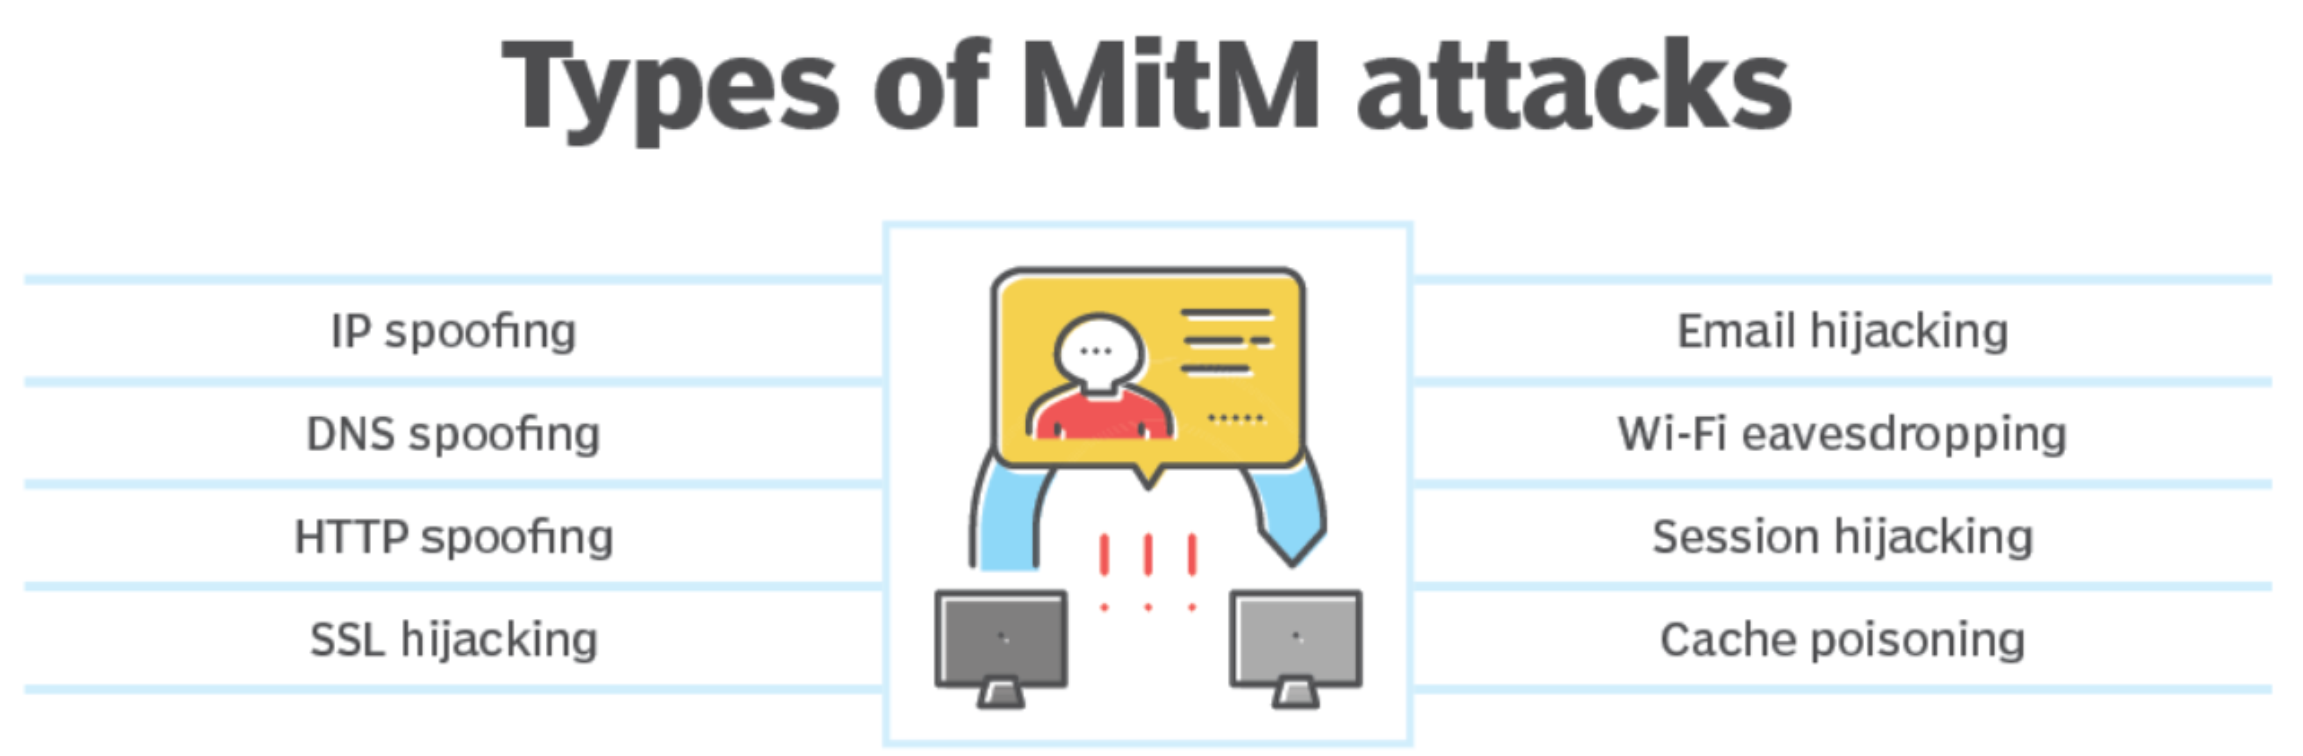 Types of MitM attacks
IP spoofing
DNS spoofing
HTTP spoofing
SSL hijacking
Email hijacking
Wi-Fi eavesdropping
Session hijacking
Cache poisoning